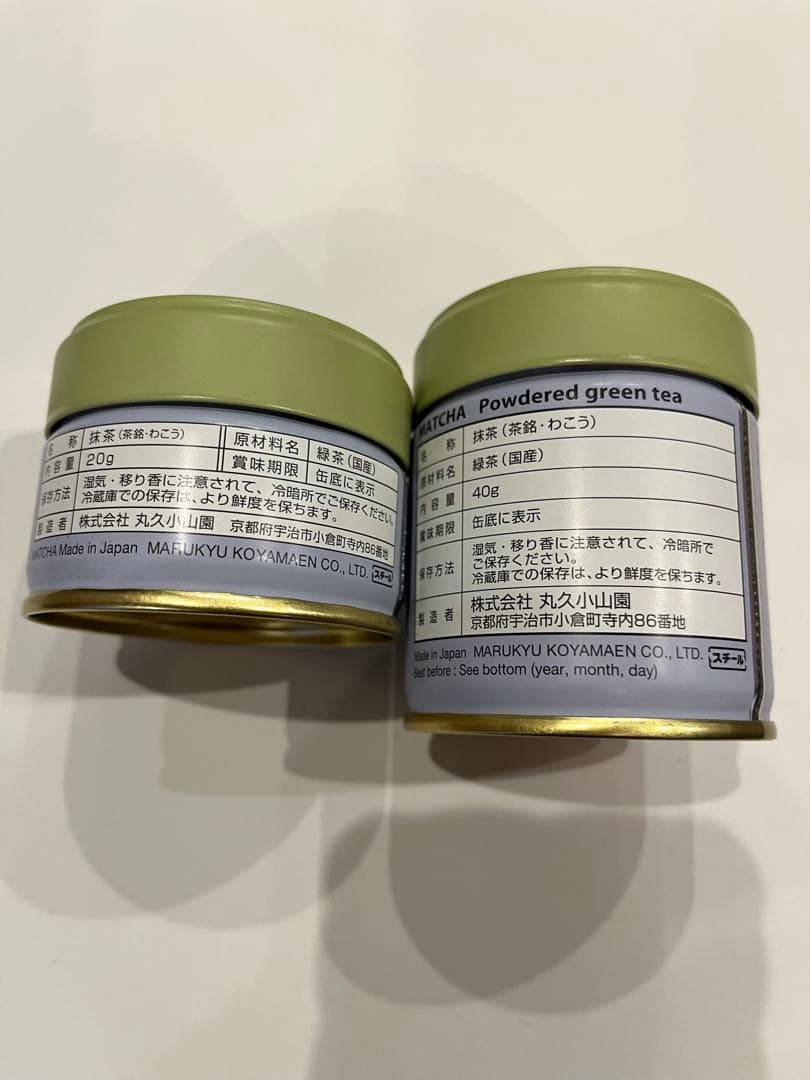 名 称 抹茶（茶銘・わこう） 原材料名 緑茶（国産）
内容量 20g 賞味期限 缶底に表示
保存方法 湿気・移り香に注意されて、冷暗所でご保存ください。
冷蔵庫での保存は、より鮮度を保ちます。
製造者 株式会社 丸久小山園 京都府宇治市小倉町寺内86番地
MATCHA Made in Japan MARUKYU KOYAMAEN CO., LTD. スチール
MATCHA Powdered green tea
名 称 抹茶（茶銘・わこう）
原材料名 緑茶（国産）
内容量 40g
賞味期限 缶底に表示
保存方法 湿気・移り香に注意されて、冷暗所で
ご保存ください。
冷蔵庫での保存は、より鮮度を保ちます。
製造者 株式会社 丸久小山園
京都府宇治市小倉町寺内86番地
Made in Japan MARUKYU KOYAMAEN CO., LTD. スチール
Best before : See bottom (year, month, day)